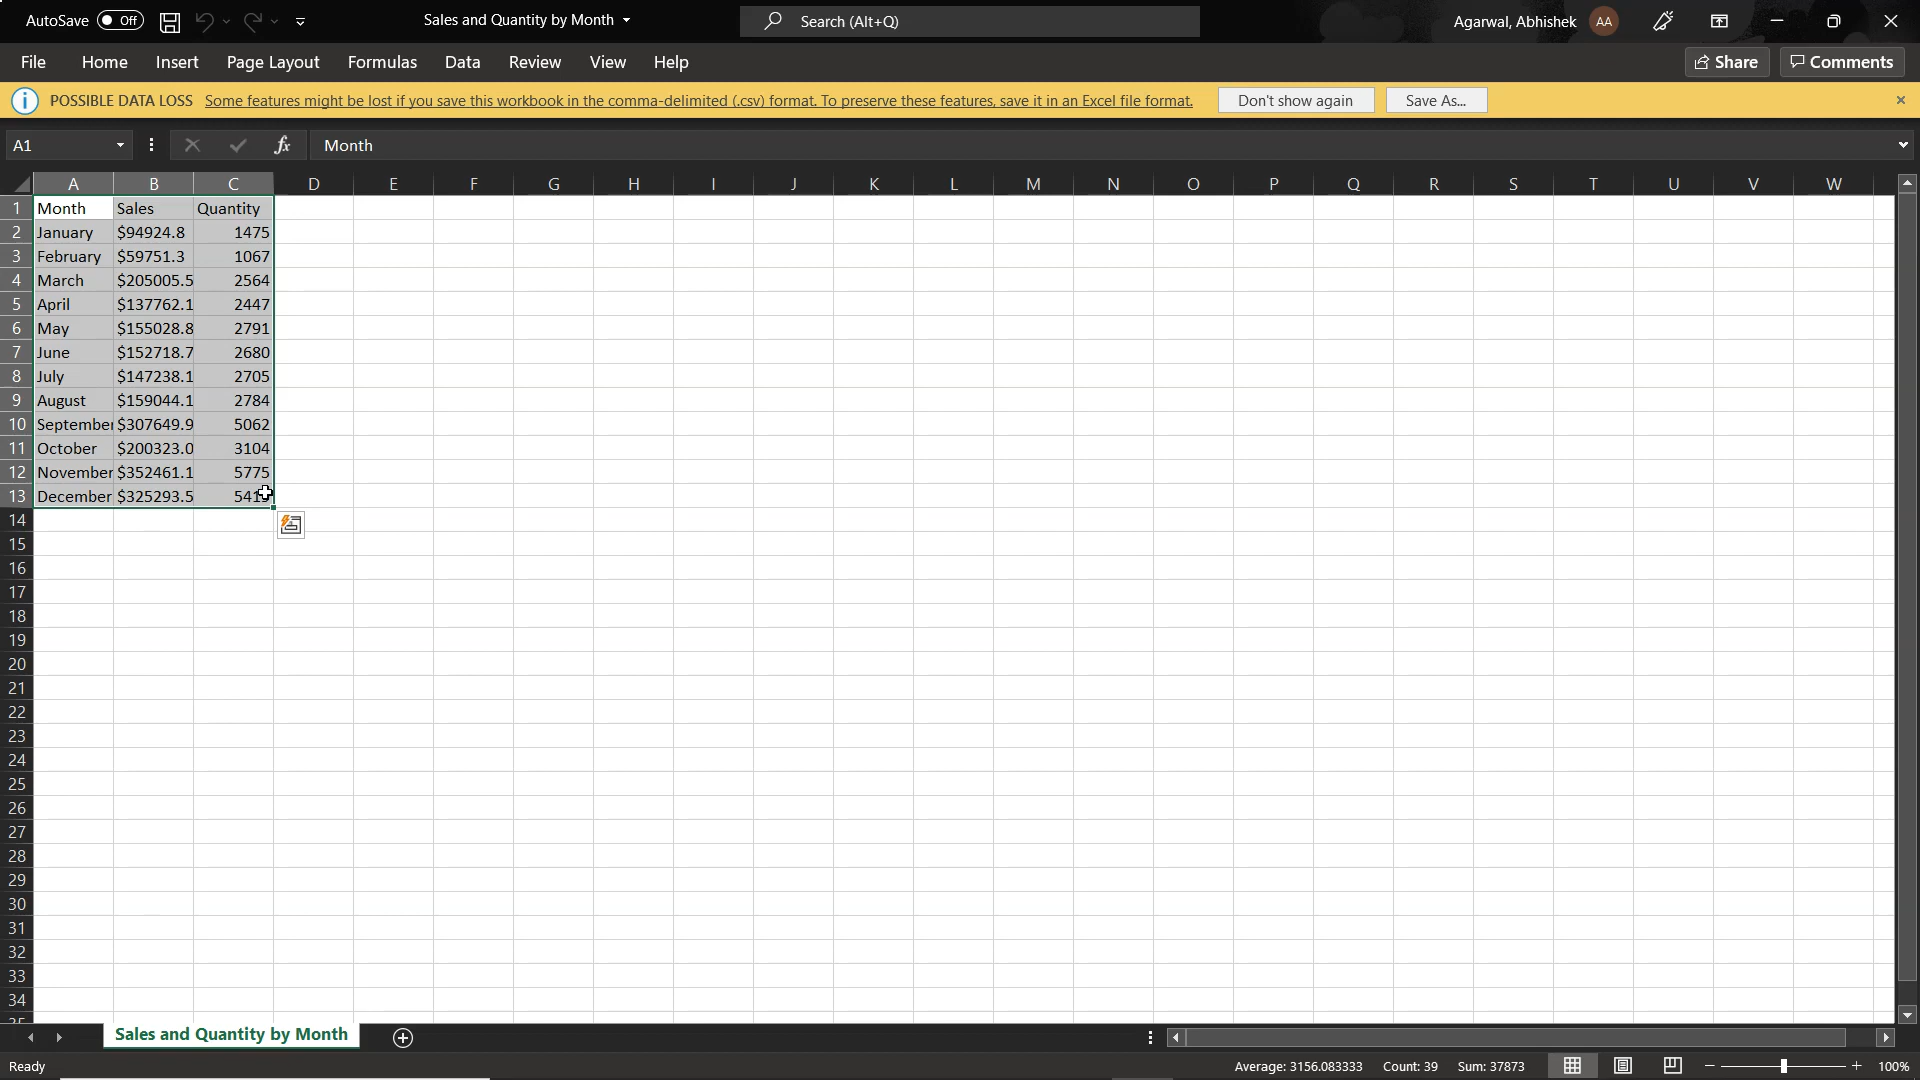 AutoSave Off Sales and Quantity by Month Search (Alt+Q) Agarwal, Abhishek AA
File Home Insert Page Layout Formulas Data Review View Help Share Comments
POSSIBLE DATA LOSS Some features might be lost if you save this workbook in the comma-delimited (.csv) format. To preserve these features, save it in an Excel file format. Don't show again Save As...
A1 fx Month
A B C D E F G H I J K L M N O P Q R S T U V W
1 Month Sales Quantity
2 January $94924.8 1475
3 February $59751.3 1067
4 March $205005.5 2564
5 April $137762.1 2447
6 May $155028.8 2791
7 June $152718.7 2680
8 July $147238.1 2705
9 August $159044.1 2784
10 September $307649.9 5062
11 October $200323.0 3104
12 November $352461.1 5775
13 December $325293.5
14
15
16
17
18
19
20
21
22
23
24
25
26
27
28
29
30
31
32
33
34
35
Sales and Quantity by Month
Ready Average: 3156.083333 Count: 39 Sum: 37873 100%